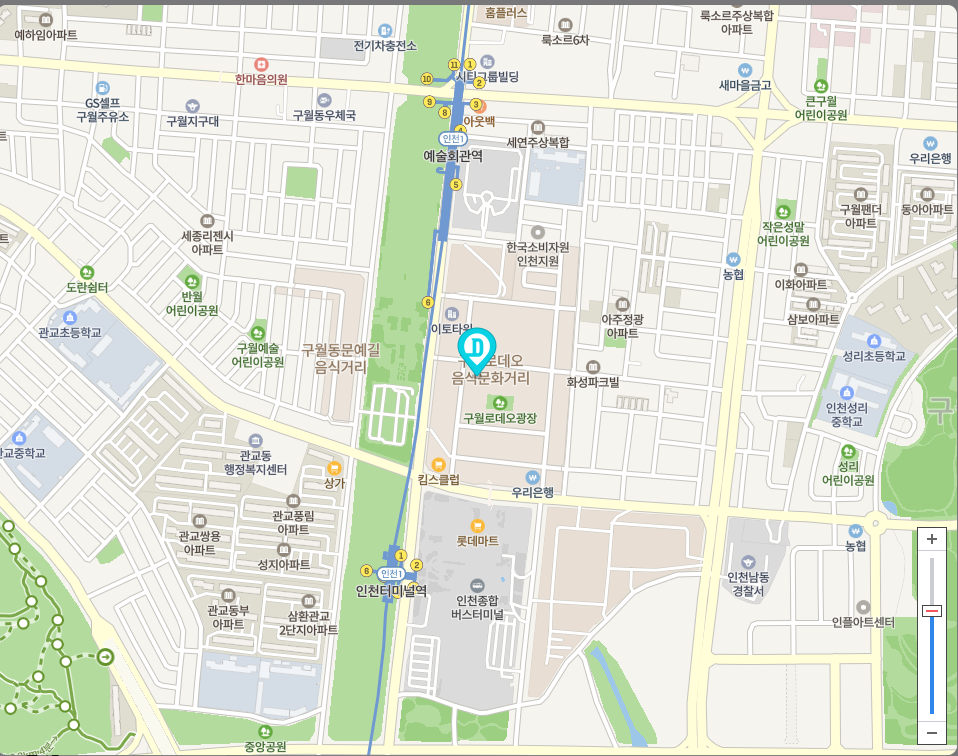 홈플러스
룩소르주상복합
아파트
예하임아파트
전기차충전소
룩소르6차
한마음의원
11
1
시티그룹빌딩
10
2
새마을금고
GS셀프
구월주유소
구월지구대
구월동우체국
9
3
8
아웃백
큰구월
어린이공원
4
인천1
예술회관역
세연주상복합
우리은행
5
세종리젠시
아파트
구월팬더
아파트
동아아파트
작은성말
어린이공원
한국소비자원
인천지원
농협
도란쉼터
반월
어린이공원
이화아파트
6
이토타워
아주정광
아파트
삼보아파트
관교초등학교
구월예술
어린이공원
구월동문예길
음식거리
D
구월로데오
음식문화거리
성리초등학교
화성파크빌
구월로데오광장
인천성리
중학교
구
관교중학교
관교동
행정복지센터
상가
킴스클럽
우리은행
성리
어린이공원
관교풍림
아파트
관교쌍용
아파트
롯데마트
농협
성지아파트
1
2
8
인천1
인천터미널역
인천종합
버스터미널
인천남동
경찰서
관교동부
아파트
삼환관교
2단지아파트
인플아트센터
중앙공원